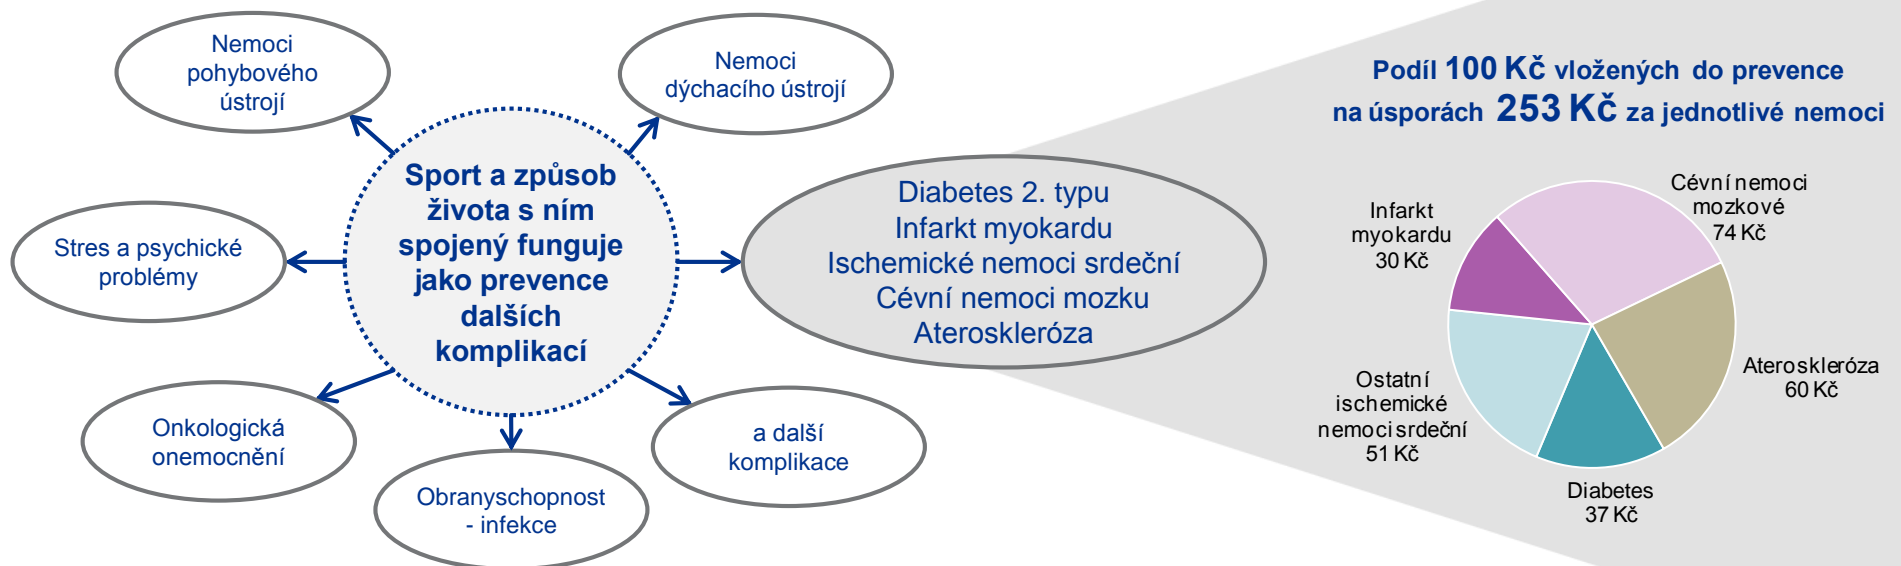 Nemoci
pohybového
ústrojí
Nemoci
dýchacího ústrojí
Stres a psychické
problémy
Sport a způsob
života s ním
spojený funguje
jako prevence
dalších
komplikací
Diabetes 2. typu
Infarkt myokardu
Ischemické nemoci srdeční
Cévní nemoci mozku
Ateroskleróza
Onkologická
onemocnění
Obranyschopnost
- infekce
a další
komplikace
Podíl 100 Kč vložených do prevence
na úsporách 253 Kč za jednotlivé nemoci
Infarkt
myokardu
30 Kč
Cévní nemoci
mozkové
74 Kč
Ateroskleróza
60 Kč
Ostatní
ischemické
nemoci srdeční
51 Kč
Diabetes
37 Kč